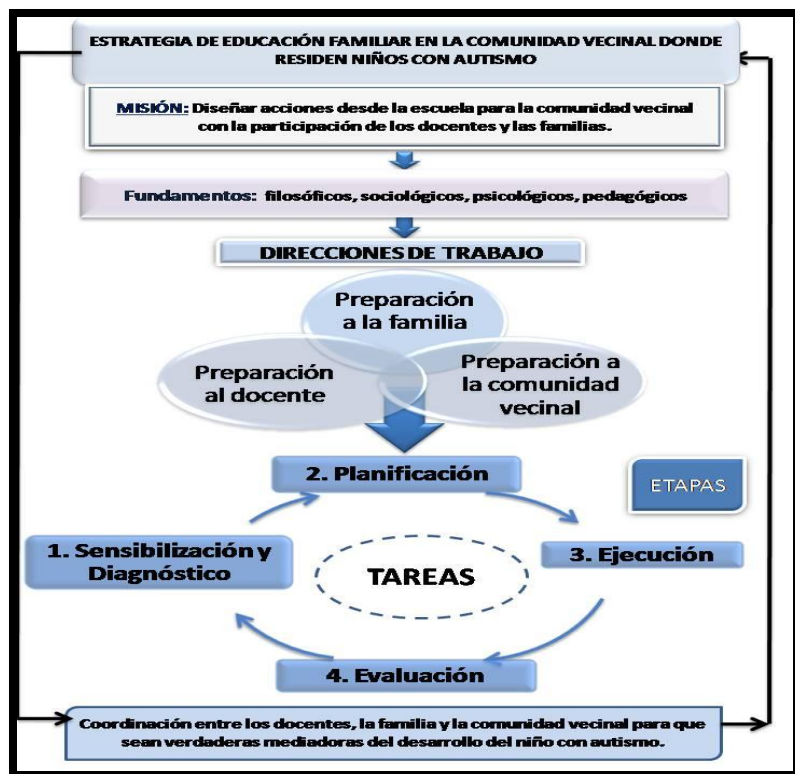 ESTRATEGIA DE EDUCACIÓN FAMILIAR EN LA COMUNIDAD VECINAL DONDE
RESIDEN NIÑOS CON AUTISMO
MISIÓN: Diseñar acciones desde la escuela para la comunidad vecinal
con la participación de los docentes y las familias.
Fundamentos: filosóficos, sociológicos, psicológicos, pedagógicos
DIRECCIONES DE TRABAJO
Preparación
a la familia
Preparación
al docente
Preparación a
la comunidad
vecinal
2. Planificación
ETAPAS
1. Sensibilización y
Diagnóstico
TAREAS
3. Ejecución
4. Evaluación
Coordinación entre los docentes, la familia y la comunidad vecinal para que
sean verdaderas mediadoras del desarrollo del niño con autismo.